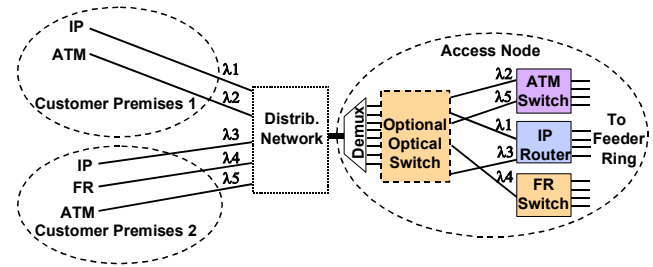 IP
ATM
λ1
λ2
Customer Premises 1
λ3
IP
λ4
FR
λ5
ATM
Customer Premises 2
Distrib.
Network
Demux
Optional
Optical
Switch
Access Node
λ2
λ5
λ1
λ3
λ4
ATM
Switch
IP
Router
FR
Switch
To
Feeder
Ring